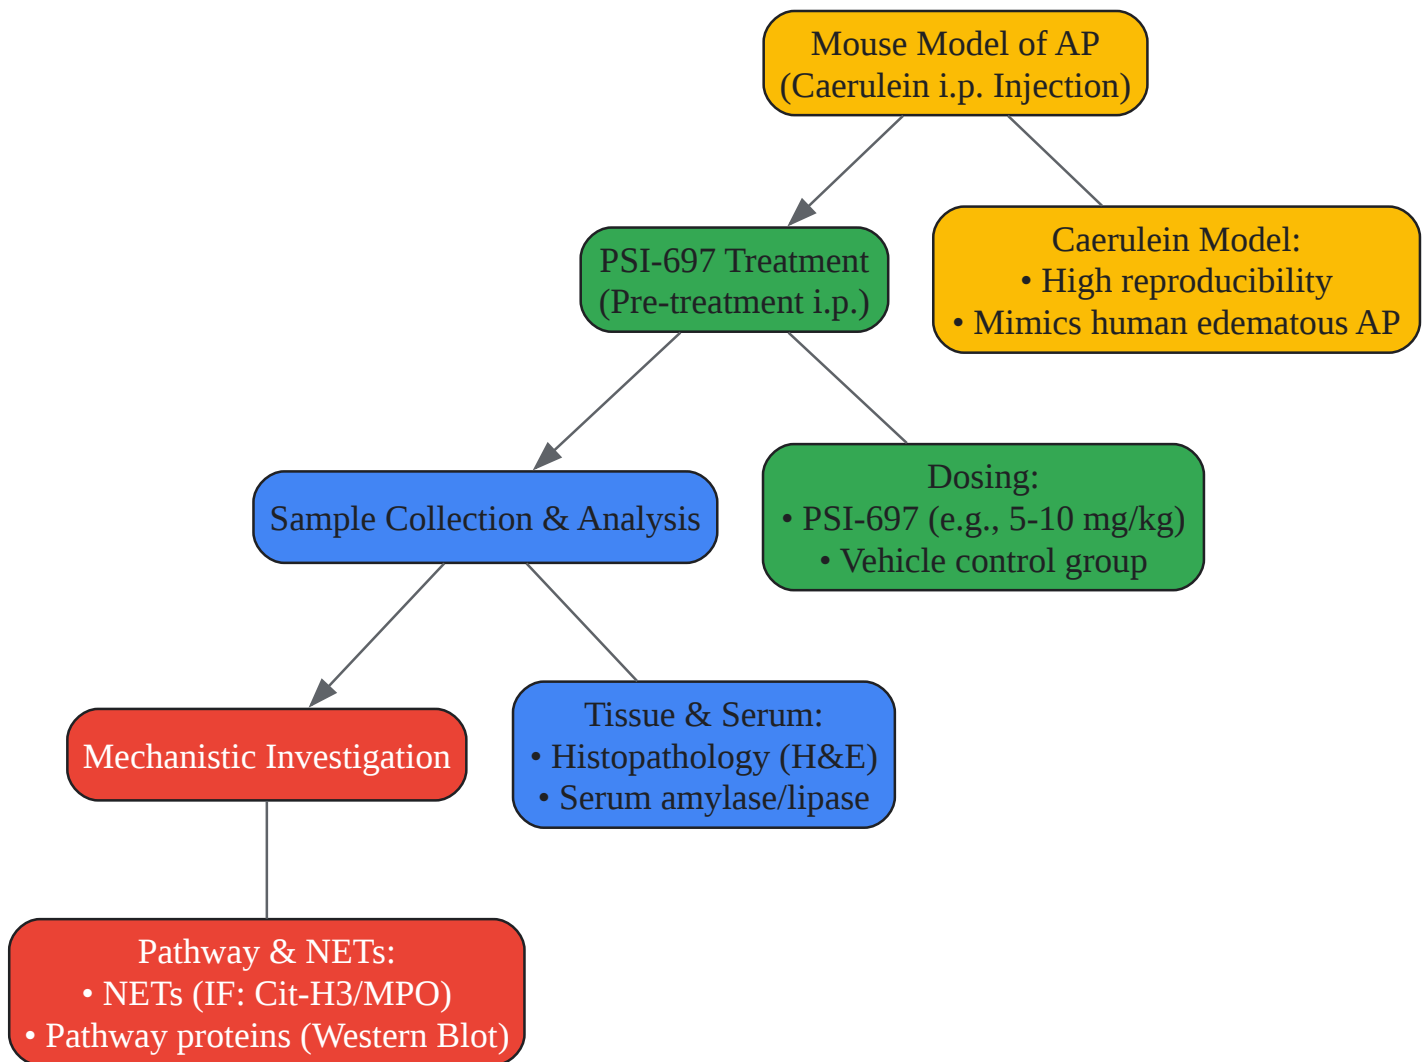 Mouse Model of AP
(Caerulein i.p. Injection)
Caerulein Model:
• High reproducibility
• Mimics human edematous AP
PSI-697 Treatment
(Pre-treatment i.p.)
Dosing:
• PSI-697 (e.g., 5-10 mg/kg)
• Vehicle control group
Sample Collection & Analysis
Tissue & Serum:
• Histopathology (H&E)
• Serum amylase/lipase
Mechanistic Investigation
Pathway & NETs:
• NETs (IF: Cit-H3/MPO)
• Pathway proteins (Western Blot)